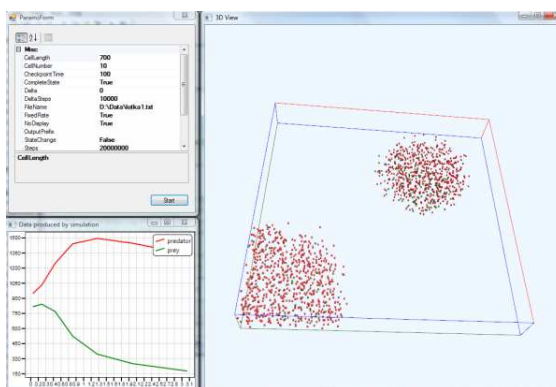 ParamsForm
Misc
CellLength 700
CellNumber 10
CheckpointTime 100
CompleteState True
Delta 0
DeltaSteps 10000
FileName D:\Data\lotka1.txt
FixedRate True
NoDisplay True
OutputPrefix
StateChange False
Steps 20000000
CellLength
Start
3D View
Data produced by simulation
predator
prey